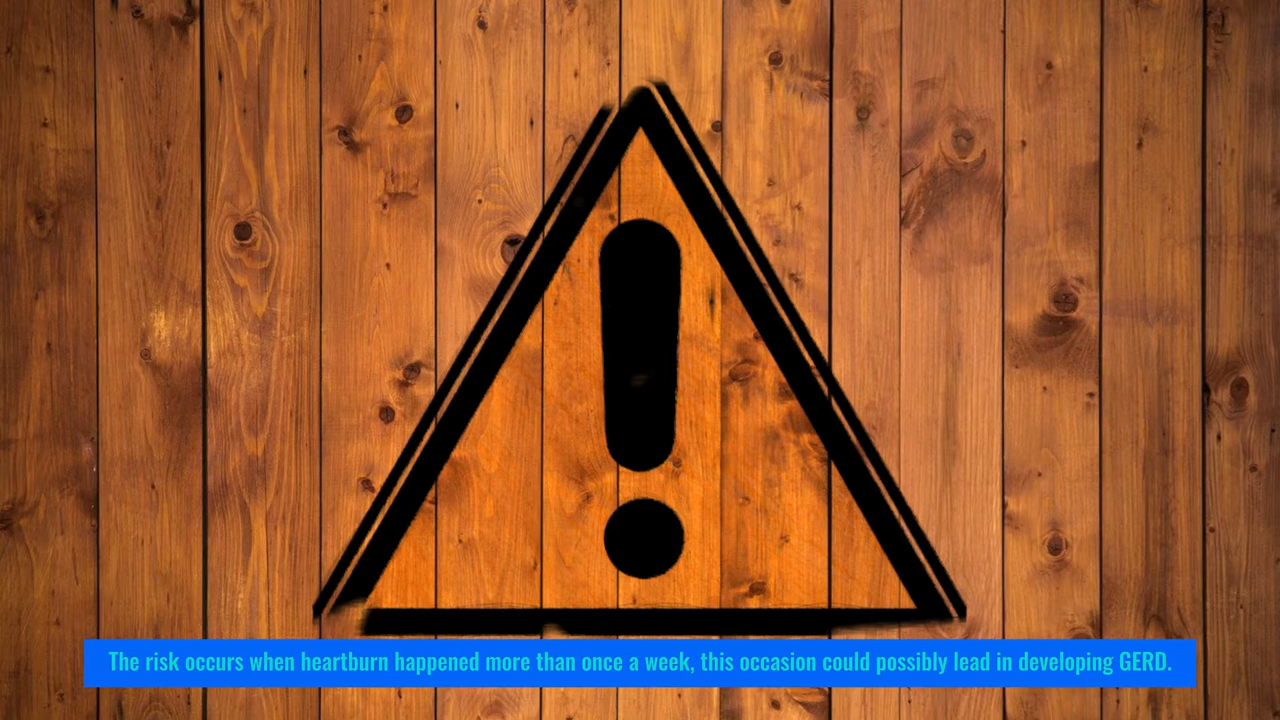 The risk occurs when heartburn happened more than once a week, this occasion could possibly lead in developing GERD.